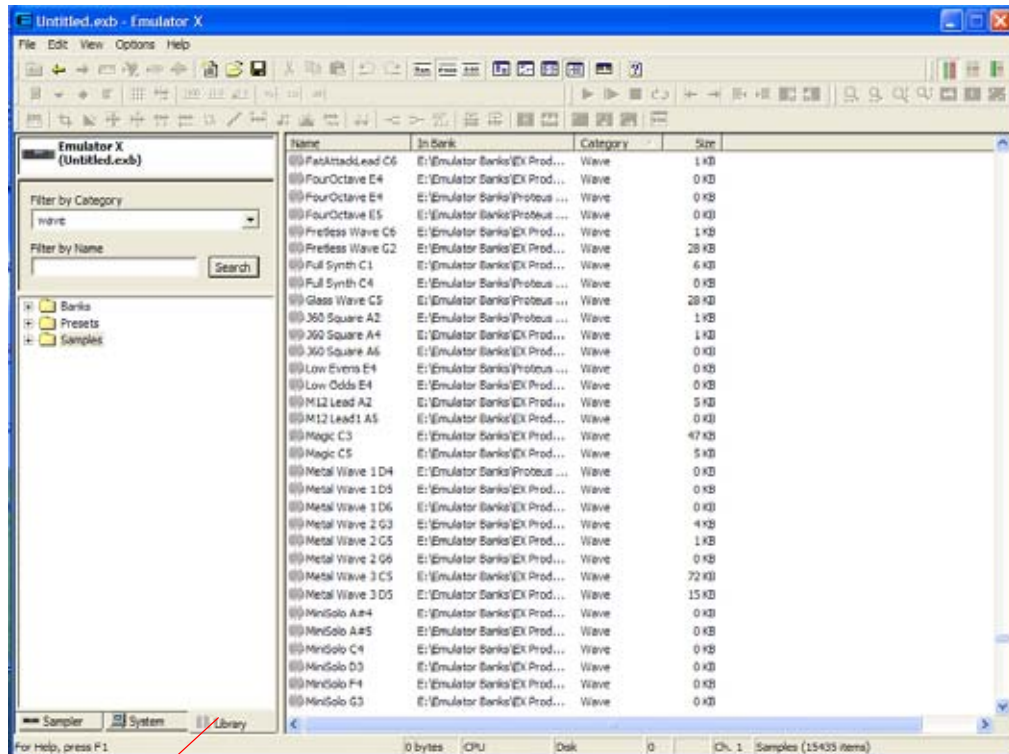 Untitled.exb - Emulator X
File Edit View Options Help
Emulator X
(Untitled.exb)
Filter by Category
wave
Filter by Name
Search
Banks
Presets
Samples
Name In Bank Category Size
FatAttackLead C6 E:\Emulator Banks\EX Prod... Wave 1 KB
FourOctave E4 E:\Emulator Banks\EX Prod... Wave 0 KB
FourOctave E4 E:\Emulator Banks\Proteus ... Wave 0 KB
FourOctave E5 E:\Emulator Banks\Proteus ... Wave 0 KB
Fretless Wave C6 E:\Emulator Banks\EX Prod... Wave 1 KB
Fretless Wave G2 E:\Emulator Banks\EX Prod... Wave 28 KB
Full Synth C1 E:\Emulator Banks\EX Prod... Wave 6 KB
Full Synth C4 E:\Emulator Banks\Proteus ... Wave 0 KB
Glass Wave C5 E:\Emulator Banks\Proteus ... Wave 28 KB
J60 Square A2 E:\Emulator Banks\Proteus ... Wave 1 KB
J60 Square A4 E:\Emulator Banks\EX Prod... Wave 1 KB
J60 Square A6 E:\Emulator Banks\EX Prod... Wave 0 KB
Low Evens E4 E:\Emulator Banks\Proteus ... Wave 0 KB
Low Odds E4 E:\Emulator Banks\EX Prod... Wave 0 KB
M12 Lead A2 E:\Emulator Banks\EX Prod... Wave 5 KB
M12 Lead1 A5 E:\Emulator Banks\EX Prod... Wave 0 KB
Magic C3 E:\Emulator Banks\EX Prod... Wave 47 KB
Magic C5 E:\Emulator Banks\EX Prod... Wave 5 KB
Metal Wave 1 D4 E:\Emulator Banks\Proteus ... Wave 0 KB
Metal Wave 1 D5 E:\Emulator Banks\EX Prod... Wave 0 KB
Metal Wave 1 D6 E:\Emulator Banks\EX Prod... Wave 0 KB
Metal Wave 2 G3 E:\Emulator Banks\EX Prod... Wave 4 KB
Metal Wave 2 G5 E:\Emulator Banks\EX Prod... Wave 1 KB
Metal Wave 2 G6 E:\Emulator Banks\EX Prod... Wave 0 KB
Metal Wave 3 C5 E:\Emulator Banks\EX Prod... Wave 72 KB
Metal Wave 3 D5 E:\Emulator Banks\EX Prod... Wave 15 KB
MiniSolo A#4 E:\Emulator Banks\EX Prod... Wave 0 KB
MiniSolo A#5 E:\Emulator Banks\EX Prod... Wave 0 KB
MiniSolo C4 E:\Emulator Banks\EX Prod... Wave 0 KB
MiniSolo D3 E:\Emulator Banks\EX Prod... Wave 0 KB
MiniSolo F4 E:\Emulator Banks\EX Prod... Wave 0 KB
MiniSolo G3 E:\Emulator Banks\EX Prod... Wave 0 KB
Sampler System Library
For Help, press F1 0 bytes CPU Disk 0 Ch. 1 Samples (15435 items)